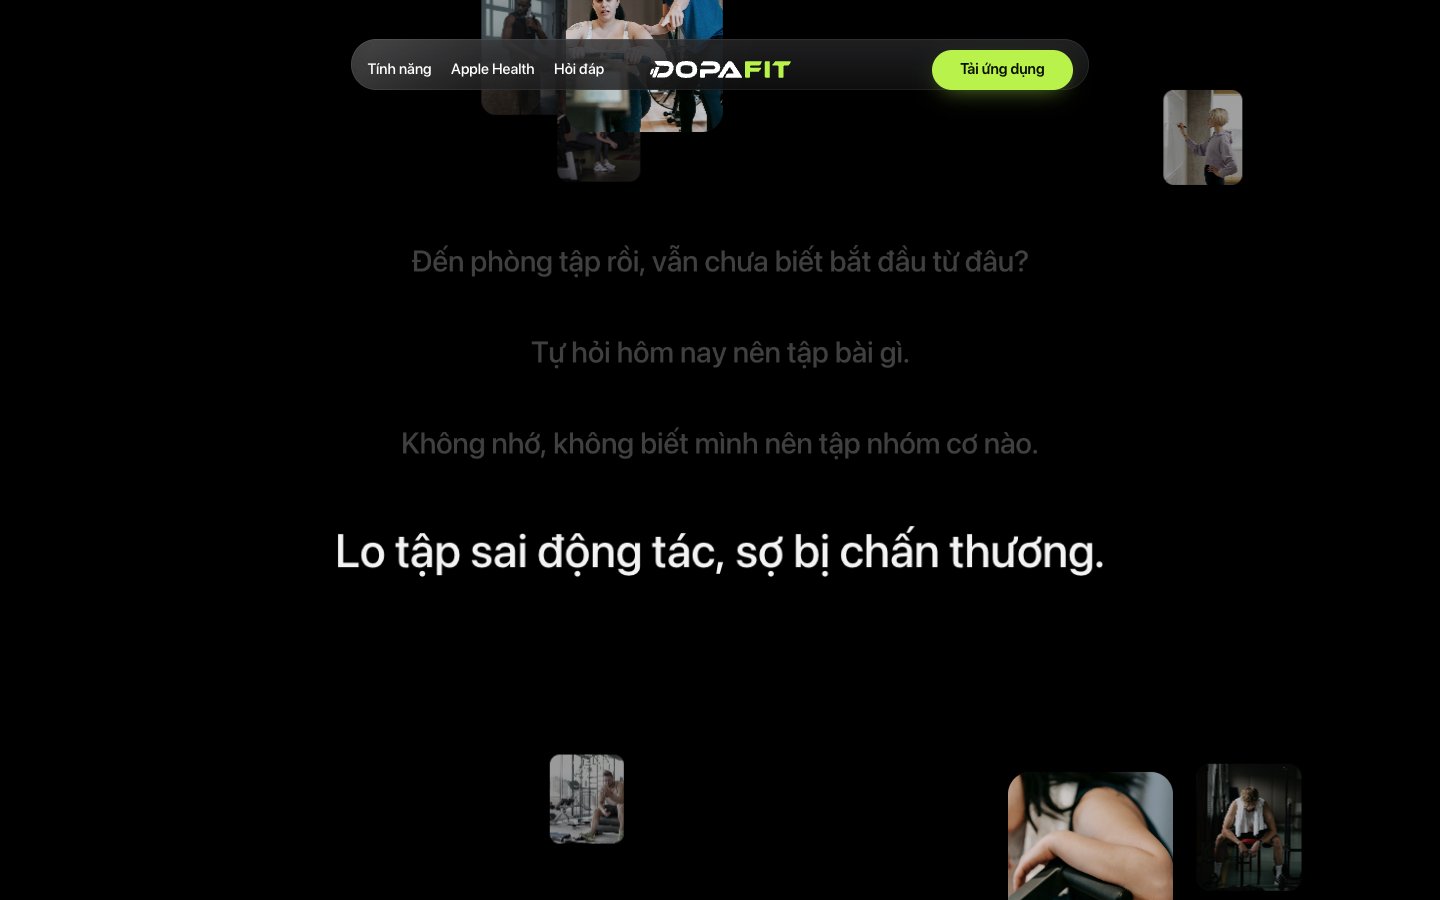 Tính năng
Apple Health
Hỏi đáp
DOPAFIT
Tải ứng dụng
Đến phòng tập rồi, vẫn chưa biết bắt đầu từ đâu?
Tự hỏi hôm nay nên tập bài gì.
Không nhớ, không biết mình nên tập nhóm cơ nào.
Lo tập sai động tác, sợ bị chấn thương.